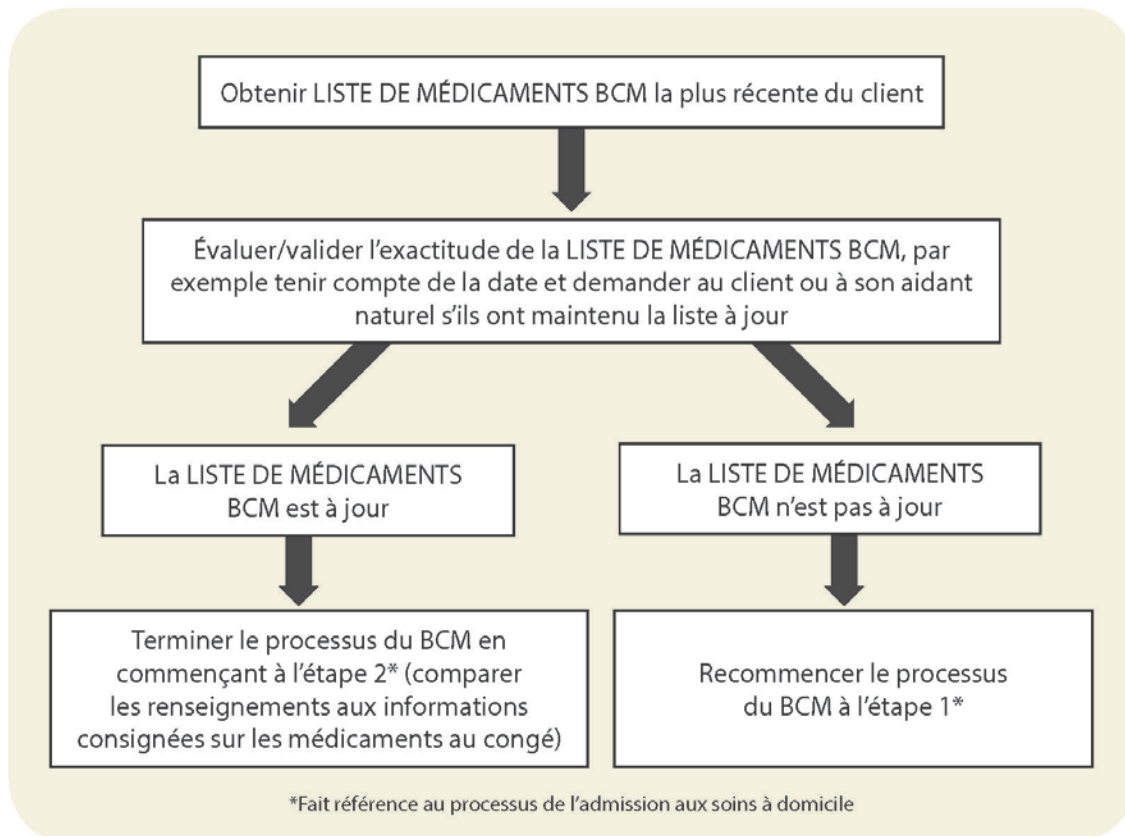 Obtenir LISTE DE MÉDICAMENTS BCM la plus récente du client
Évaluer/valider l'exactitude de la LISTE DE MÉDICAMENTS BCM, par
exemple tenir compte de la date et demander au client ou à son aidant
naturel s'ils ont maintenu la liste à jour
La LISTE DE MÉDICAMENTS
BCM est à jour
La LISTE DE MÉDICAMENTS
BCM n'est pas à jour
Terminer le processus du BCM en
commençant à l'étape 2* (comparer
les renseignements aux informations
consignées sur les médicaments au congé)
Recommencer le processus
du BCM à l'étape 1*
*Fait référence au processus de l'admission aux soins à domicile